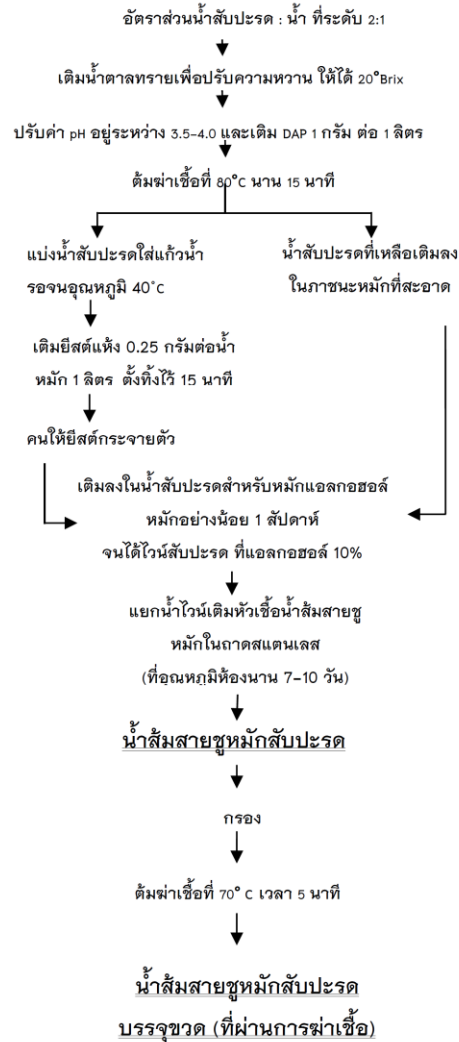 อัตราส่วนน้ำสับปะรด : น้ำ ที่ระดับ 2:1
เติมน้ำตาลทรายเพื่อปรับความหวาน ให้ได้ 20°Brix
ปรับค่า pH อยู่ระหว่าง 3.5-4.0 และเติม DAP 1 กรัม ต่อ 1 ลิตร
ต้มฆ่าเชื้อที่ 80°C นาน 15 นาที
แบ่งน้ำสับปะรดใส่แก้วน้ำ
รอจนอุณหภูมิ 40°C
น้ำสับปะรดที่เหลือเติมลง
ในภาชนะหมักที่สะอาด
เติมยีสต์แห้ง 0.25 กรัมต่อน้ำ
หมัก 1 ลิตร ตั้งทิ้งไว้ 15 นาที
คนให้ยีสต์กระจายตัว
เติมลงในน้ำสับปะรดสำหรับหมักแอลกอฮอล์
หมักอย่างน้อย 1 สัปดาห์
จนได้ไวน์สับปะรด ที่แอลกอฮอล์ 10%
แยกน้ำไวน์เติมหัวเชื้อน้ำส้มสายชู
หมักในถาดสแตนเลส
(ที่อุณหภูมิห้องนาน 7-10 วัน)
น้ำส้มสายชูหมักสับปะรด
กรอง
ต้มฆ่าเชื้อที่ 70° C เวลา 5 นาที
น้ำส้มสายชูหมักสับปะรด
บรรจุขวด (ที่ผ่านการฆ่าเชื้อ)